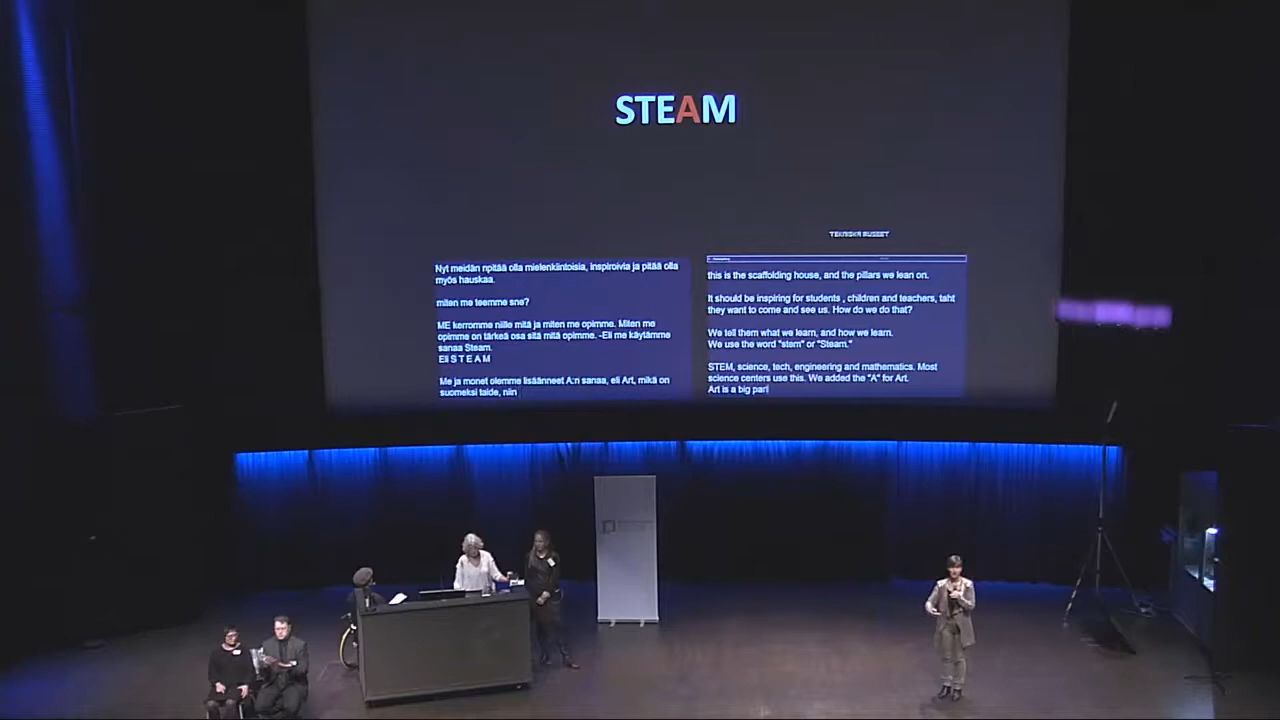 STEAM
TEKNISKA MUSEET
Nyt meidän npitää olla mielenkiintoisia, inspiroivia ja pitää olla
myös hauskaa.
miten me teemme sne?
ME kerromme niille mitä ja miten me opimme. Miten me
opimme on tärkeä osa sitä mitä opimme. -Eli me käytämme
sanaa Steam.
Eli S T E A M
Me ja monet olemme lisäänneet A:n sanaa, eli Art, mikä on
suomeksi taide, niin
this is the scaffolding house, and the pillars we lean on.
It should be inspiring for students , children and teachers, taht
they want to come and see us. How do we do that?
We tell them what we learn, and how we learn.
We use the word "stem" or "Steam."
STEM, science, tech, engineering and mathematics. Most
science centers use this. We added the "A" for Art.
Art is a big part